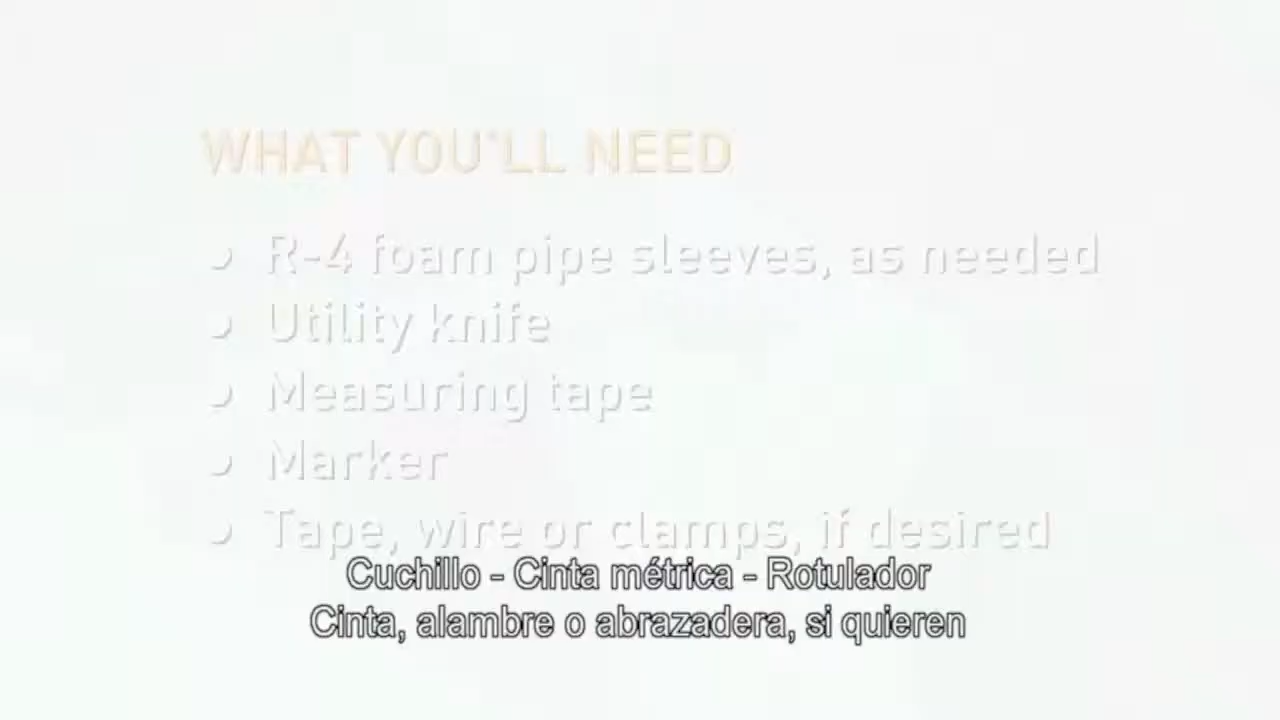 WHAT YOU'LL NEED
• R-4 foam pipe sleeves, as needed
• Utility knife
• Measuring tape
• Marker
• Tape, wire or clamps, if desired
Cuchillo - Cinta métrica - Rotulador
Cinta, alambre o abrazadera, si quieren